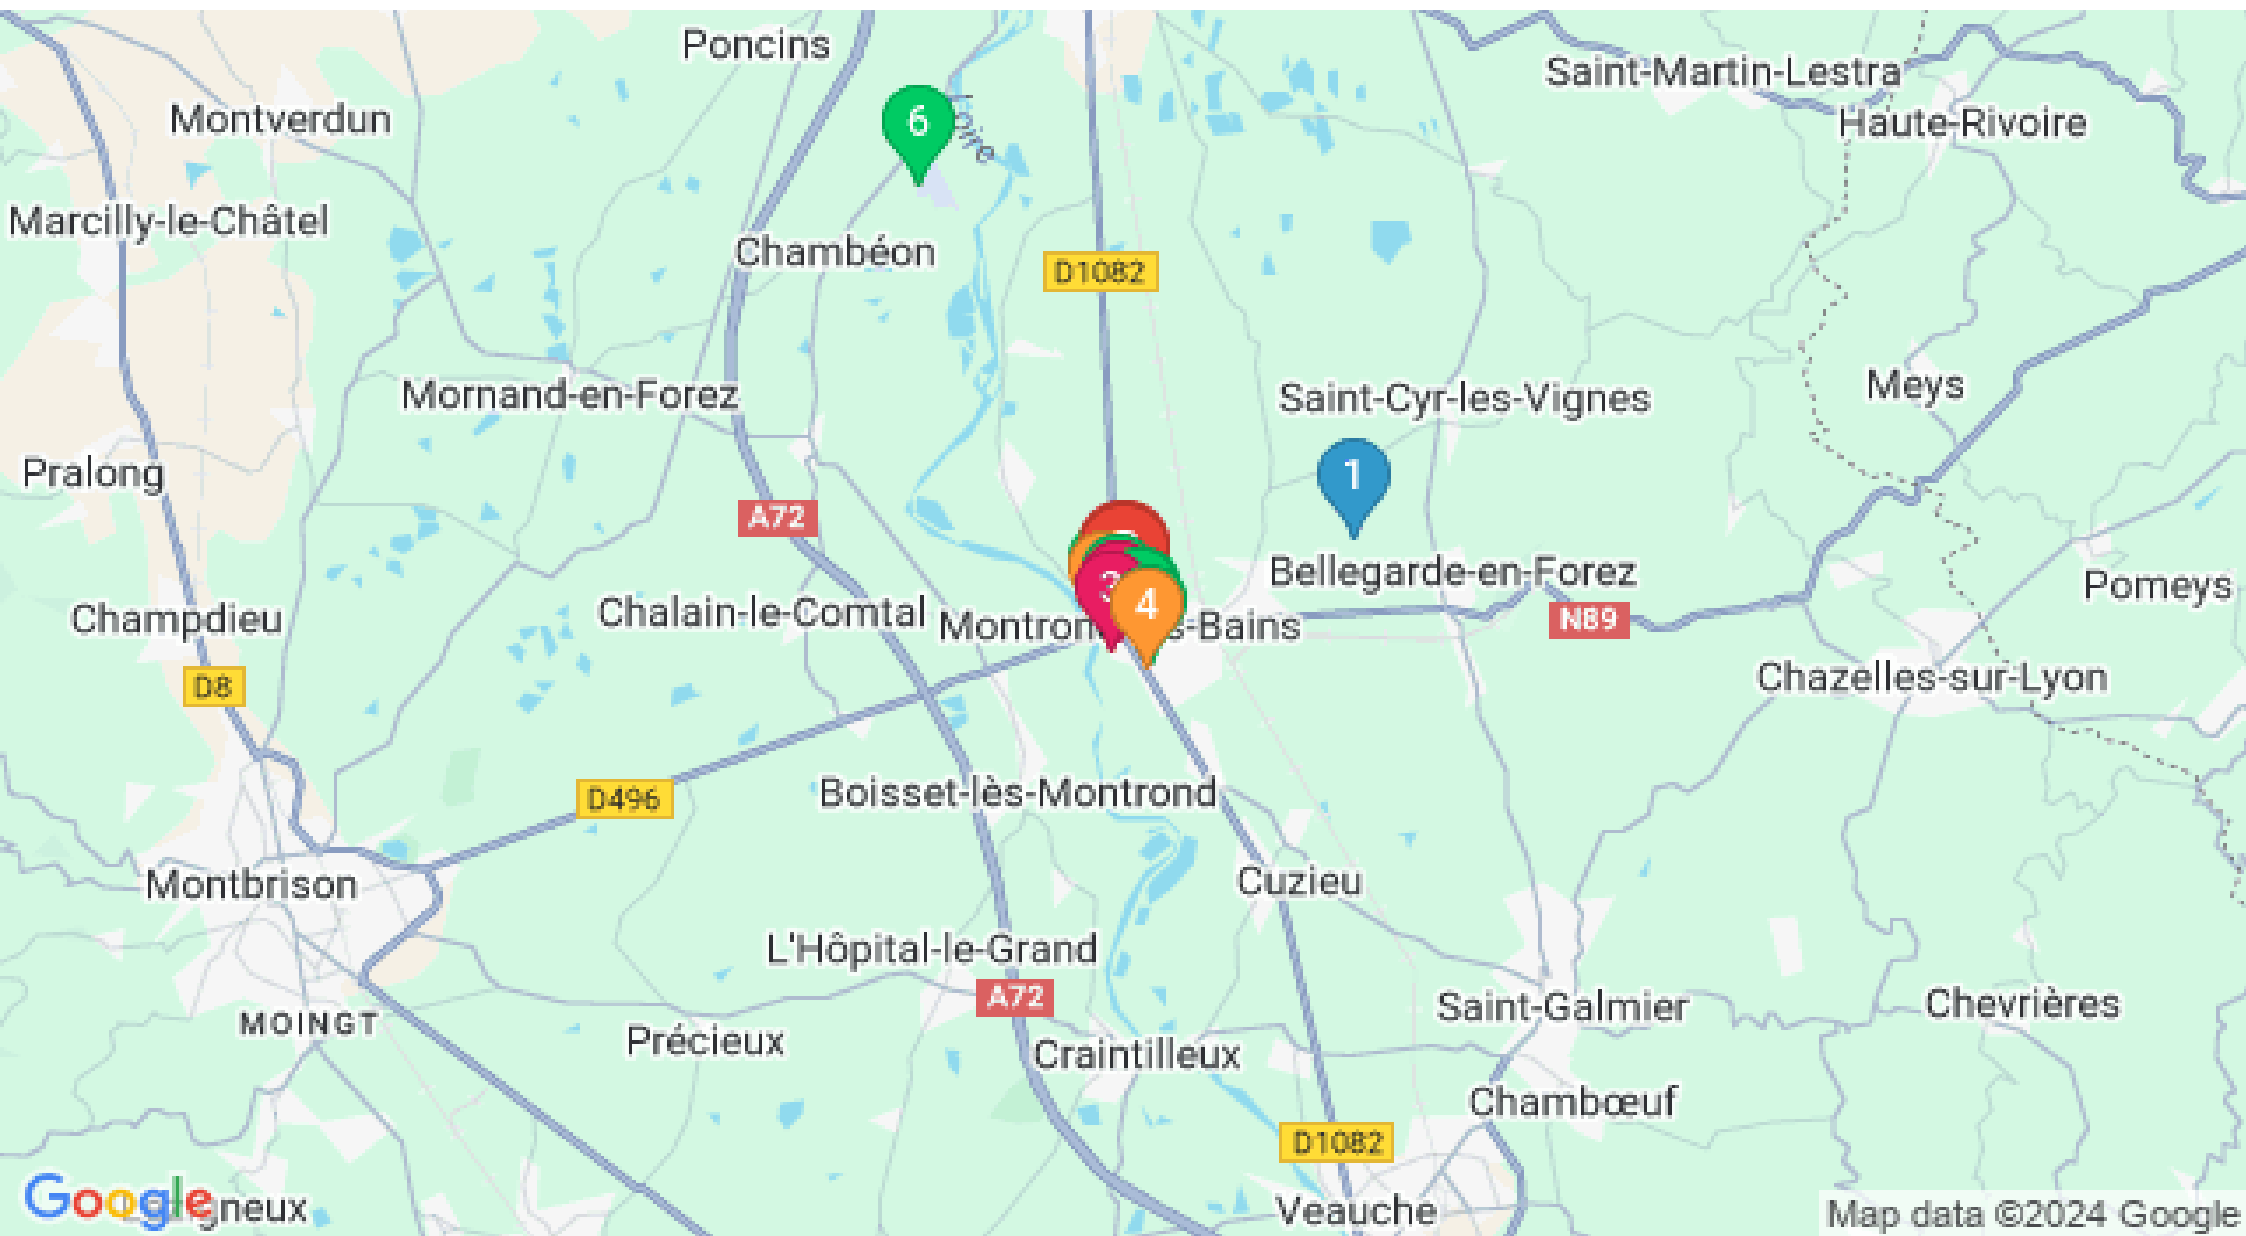 Poncins
Saint-Martin-Lestra
Montverdun
6
Loire
Haute-Rivoire
Marcilly-le-Châtel
Chambéon
D1082
Mornand-en-Forez
Saint-Cyr-les-Vignes
Meys
Pralong
1
A72
Bellegarde-en-Forez
Pomeys
3
4
Champdieu
Chalain-le-Comtal
N89
D8
Chazelles-sur-Lyon
D496
Boisset-lès-Montrond
Montbrison
Cuzieu
L'Hôpital-le-Grand
A72
MOINGT
Précieux
Craintilleux
Saint-Galmier
Chevrières
Chambœuf
D1082
Google
Veauche
Map data ©2024 Google